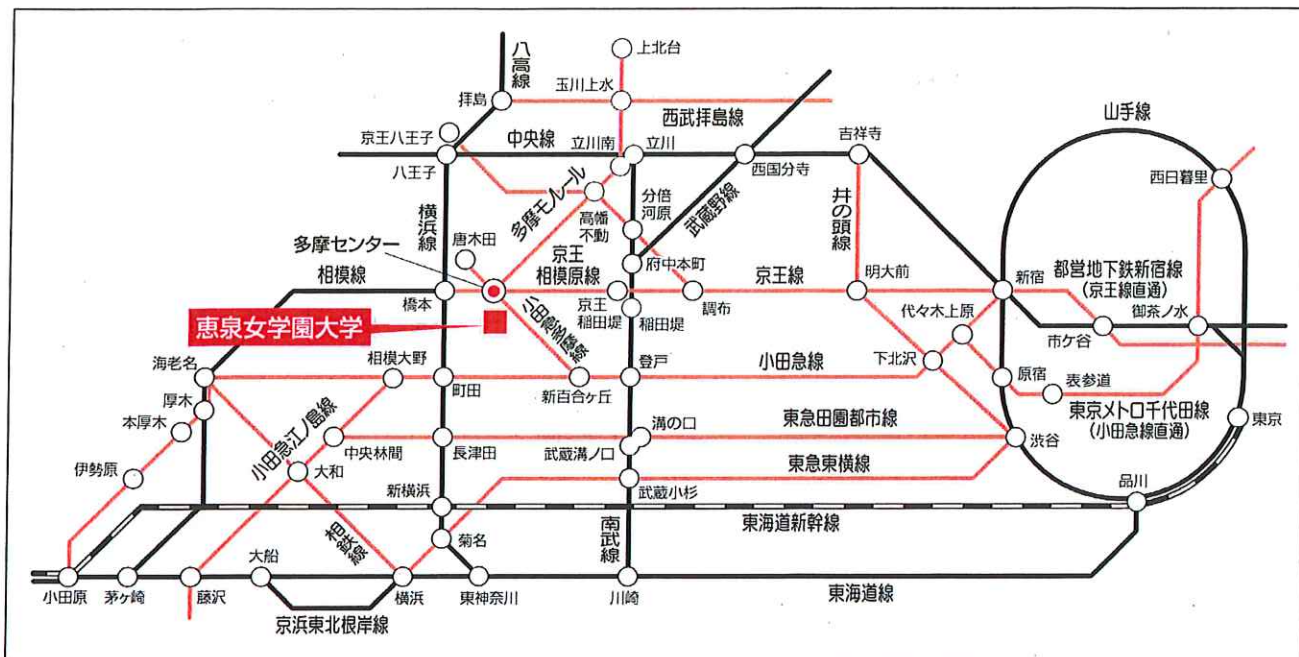 八高線
上北台
玉川上水
拝島
西武拝島線
山手線
京王八王子
中央線
立川南
立川
吉祥寺
八王子
西国分寺
西日暮里
多摩モルール
分倍
河原
武蔵野線
高幡
不動
横浜線
井の頭線
唐木田
多摩センター
京王
相模原線
府中本町
京王線
明大前
新宿
都営地下鉄新宿線
(京王線直通)
相模線
橋本
京王
稲田堤
稲田堤
調布
代々木上原
御茶ノ水
市ケ谷
恵泉女学園大学
小田急多摩線
海老名
相模大野
町田
新百合ヶ丘
登戸
小田急線
下北沢
原宿
表参道
厚木
本厚木
小田急江ノ島線
東急田園都市線
東京メトロ千代田線
(小田急線直通)
東京
溝の口
中央林間
長津田
武蔵溝ノ口
渋谷
伊勢原
大和
東急東横線
新横浜
武蔵小杉
品川
東海道新幹線
相鉄線
菊名
南武線
大船
小田原
茅ヶ崎
藤沢
横浜
東神奈川
川崎
東海道線
京浜東北根岸線